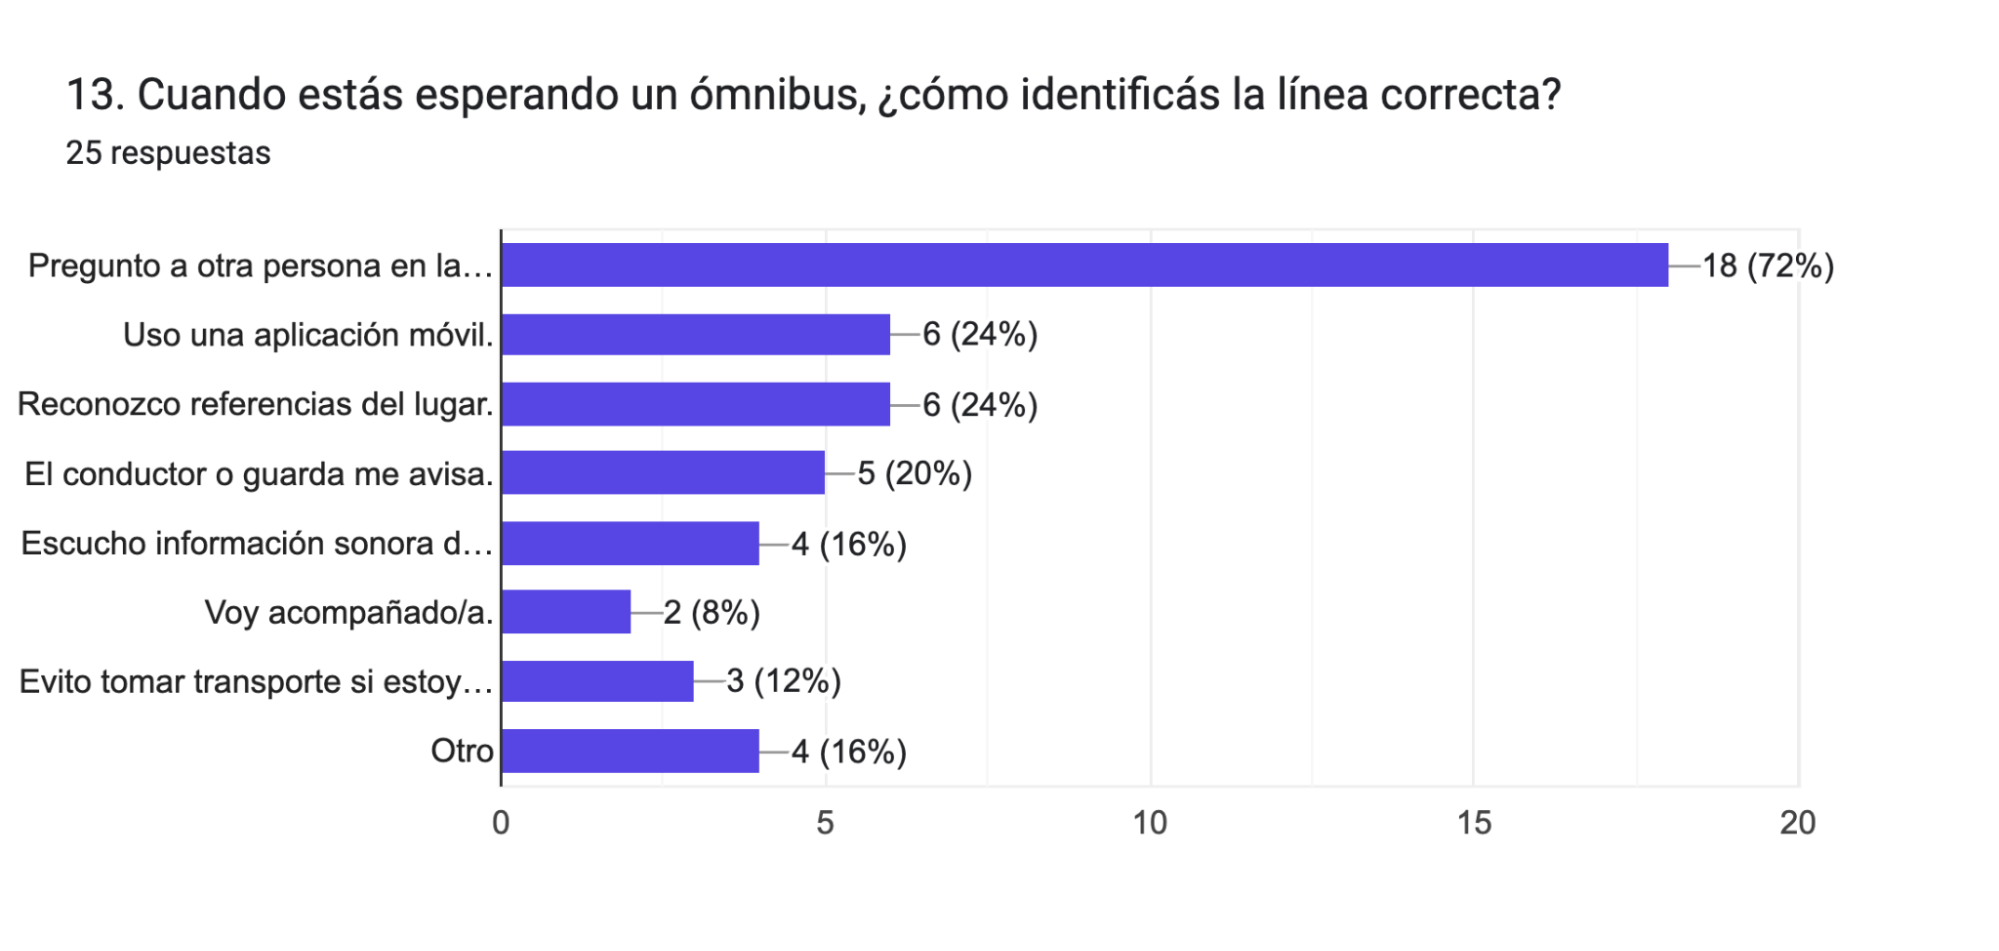 13. Cuando estás esperando un ómnibus, ¿cómo identificás la línea correcta?
25 respuestas
Pregunto a otra persona en la… 18 (72%)
Uso una aplicación móvil. 6 (24%)
Reconozco referencias del lugar. 6 (24%)
El conductor o guarda me avisa. 5 (20%)
Escucho información sonora d… 4 (16%)
Voy acompañado/a. 2 (8%)
Evito tomar transporte si estoy… 3 (12%)
Otro 4 (16%)
0 5 10 15 20